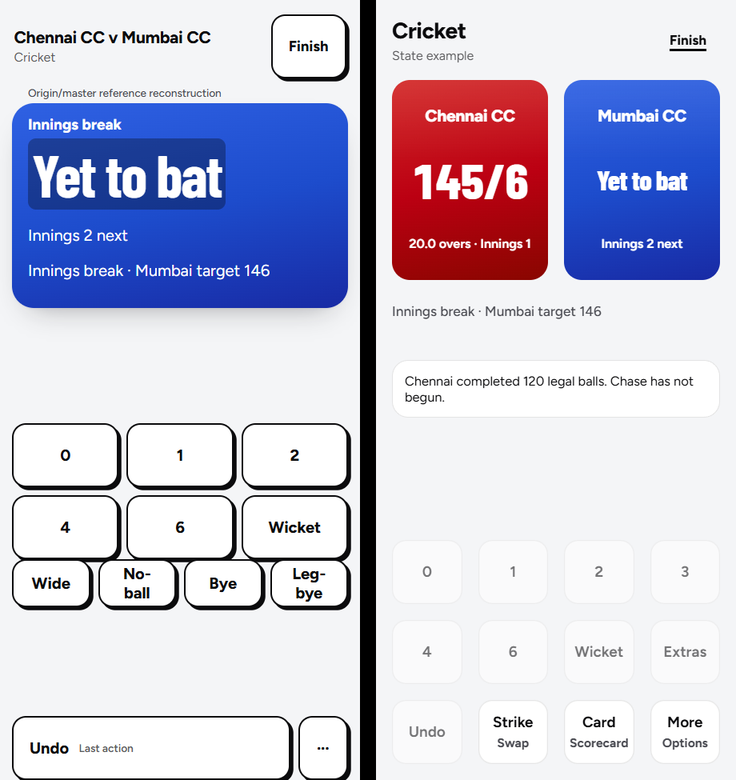 Chennai CC v Mumbai CC
Cricket
Finish
Origin/master reference reconstruction
Innings break
Yet to bat
Innings 2 next
Innings break · Mumbai target 146
0
1
2
4
6
Wicket
Wide
No-
ball
Bye
Leg-
bye
Undo Last action
...
Cricket
State example
Finish
Chennai CC
145/6
20.0 overs · Innings 1
Mumbai CC
Yet to bat
Innings 2 next
Innings break · Mumbai target 146
Chennai completed 120 legal balls. Chase has not
begun.
0
1
2
3
4
6
Wicket
Extras
Undo
Strike
Swap
Card
Scorecard
More
Options